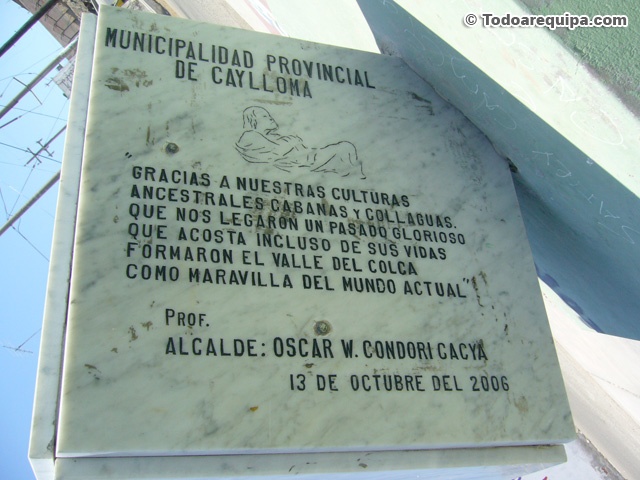 © Todoarequipa.com
MUNICIPALIDAD PROVINCIAL
DE CAYLLOMA
"
GRACIAS A NUESTRAS CULTURAS
ANCESTRALES CABANAS Y COLLAGUAS.
QUE NOS LEGARON UN PASADO GLORIOSO
QUE ACOSTA INCLUSO DE SUS VIDAS
FORMARON EL VALLE DEL COLCA
COMO MARAVILLA DEL MUNDO ACTUAL"
PROF.
ALCALDE: OSCAR W. CONDORI CACYA
13 DE OCTUBRE DEL 2006